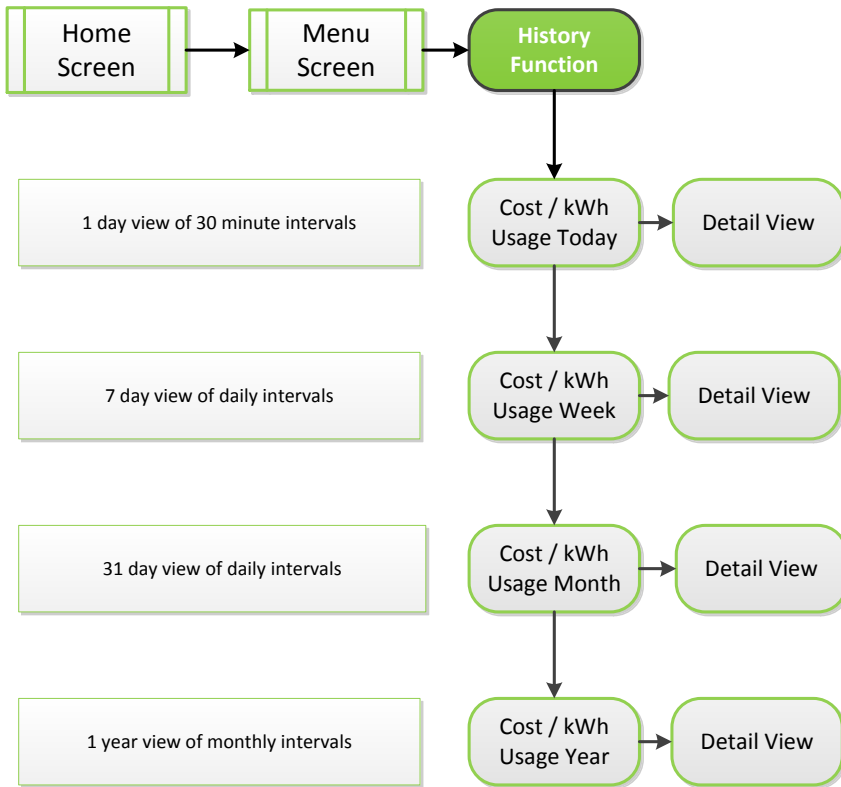 Home
Screen
Menu
Screen
History
Function
1 day view of 30 minute intervals
Cost / kWh
Usage Today
Detail View
7 day view of daily intervals
Cost / kWh
Usage Week
Detail View
31 day view of daily intervals
Cost / kWh
Usage Month
Detail View
1 year view of monthly intervals
Cost / kWh
Usage Year
Detail View